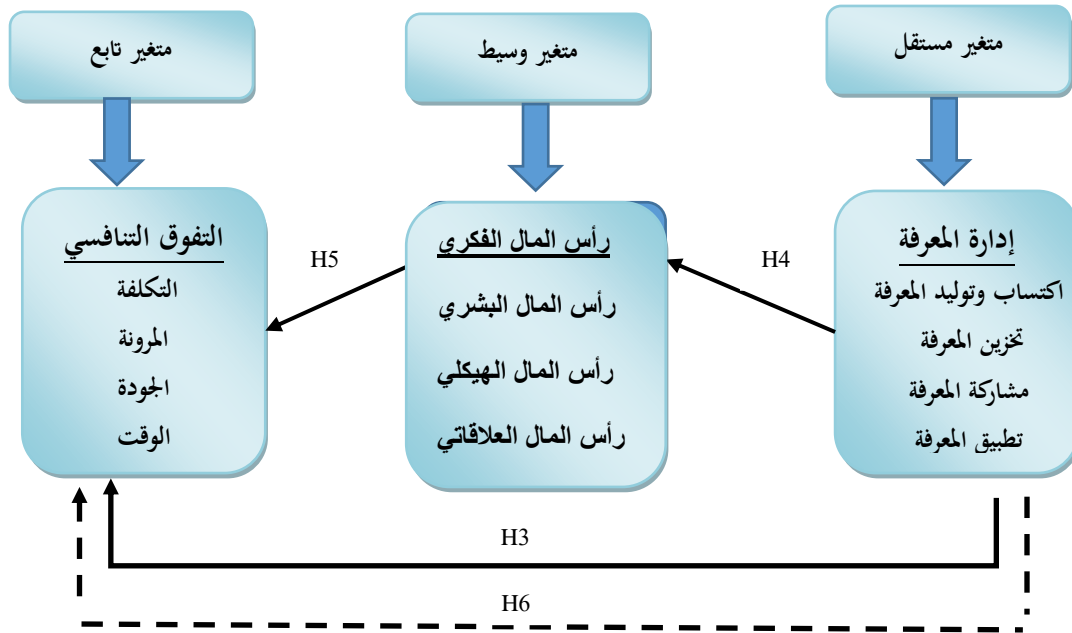 متغير مستقل
متغير وسيط
متغير تابع
إدارة المعرفة
اكتساب وتوليد المعرفة
تخزين المعرفة
مشاركة المعرفة
تطبيق المعرفة
H4
رأس المال الفكري
رأس المال البشري
رأس المال الهيكلي
رأس المال العلاقاتي
H5
التفوق التنافسي
التكلفة
المرونة
الجودة
الوقت
H3
H6